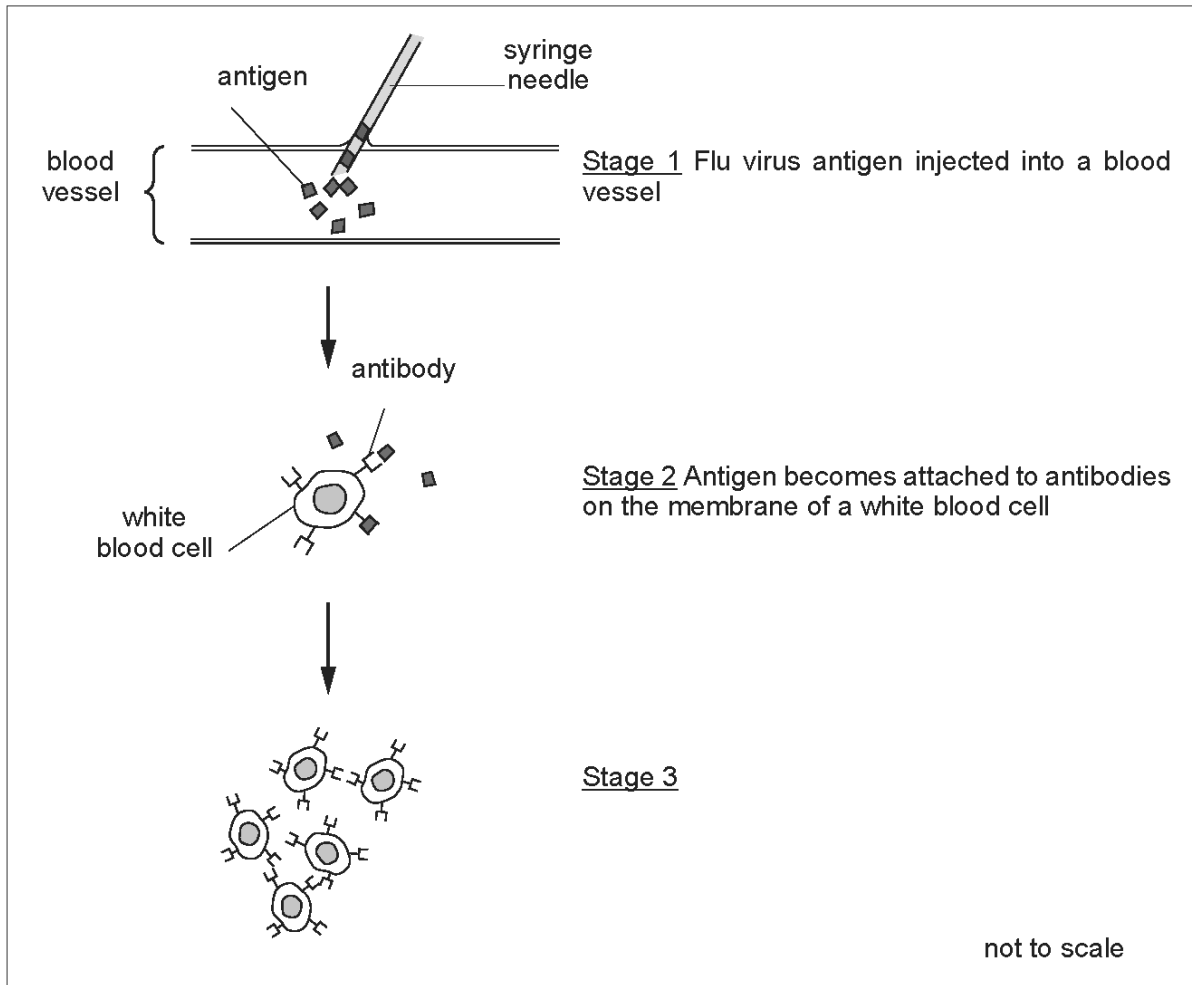 syringe
needle
antigen
blood
vessel
Stage 1 Flu virus antigen injected into a blood
vessel
antibody
Stage 2 Antigen becomes attached to antibodies
on the membrane of a white blood cell
white
blood cell
Stage 3
not to scale